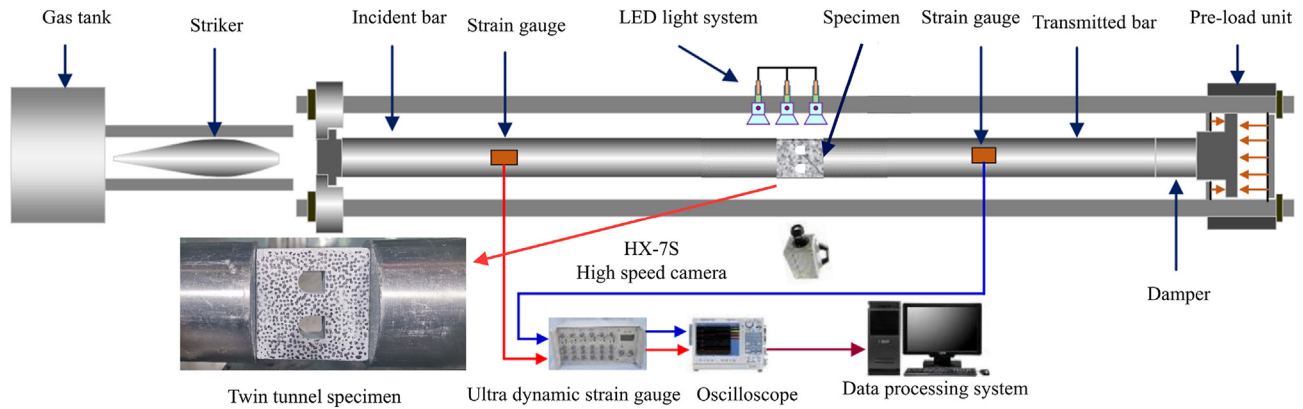 Gas tank
Striker
Incident bar
Strain gauge
LED light system
Specimen
Strain gauge
Transmitted bar
Pre-load unit
HX-7S
High speed camera
Damper
Twin tunnel specimen
Ultra dynamic strain gauge
Oscilloscope
Data processing system